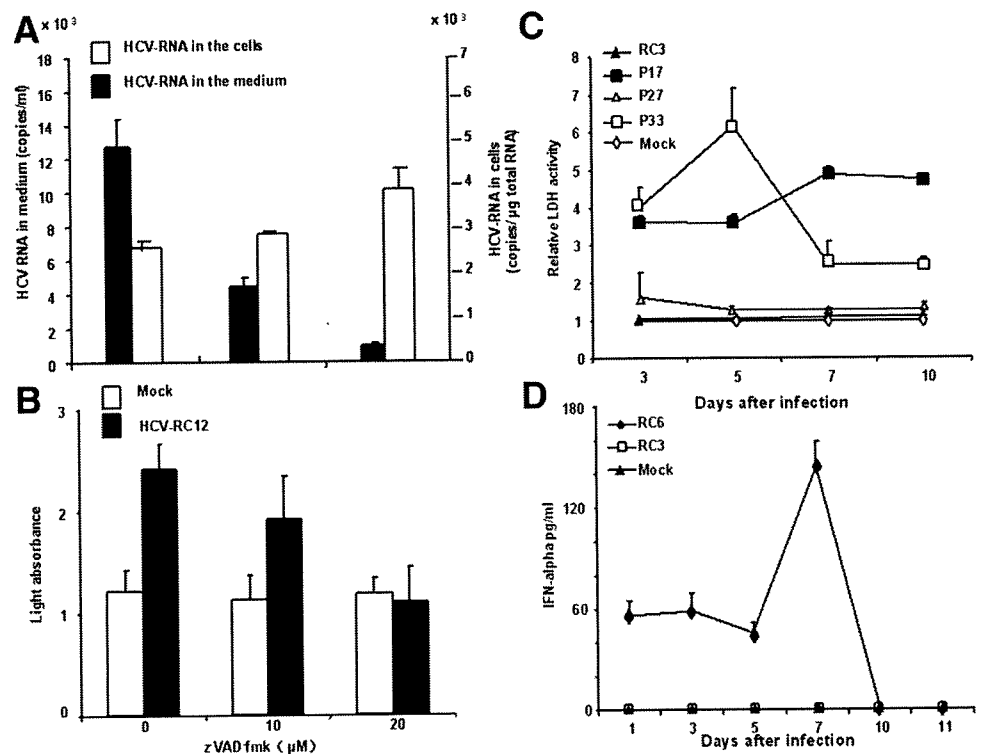 A
× 10³
× 10³
HCV-RNA in the cells
HCV-RNA in the medium
HCV RNA in medium (copies/ml)
18
16
14
12
10
8
6
4
2
0
7
6
5
4
3
2
1
0
HCV-RNA in cells
(copies/ µg total RNA)
B
Mock
HCV-RC12
Light absorbance
3
2
1
0
0
10
20
zVAD fmk ( µM )
C
RC3
P17
P27
P33
Mock
Relative LDH activity
8
7
6
5
4
3
2
1
0
3
5
7
10
Days after infection
D
RC6
RC3
Mock
IFN-alpha pg/ml
180
120
60
0
1
3
5
7
10
11
Days after infection